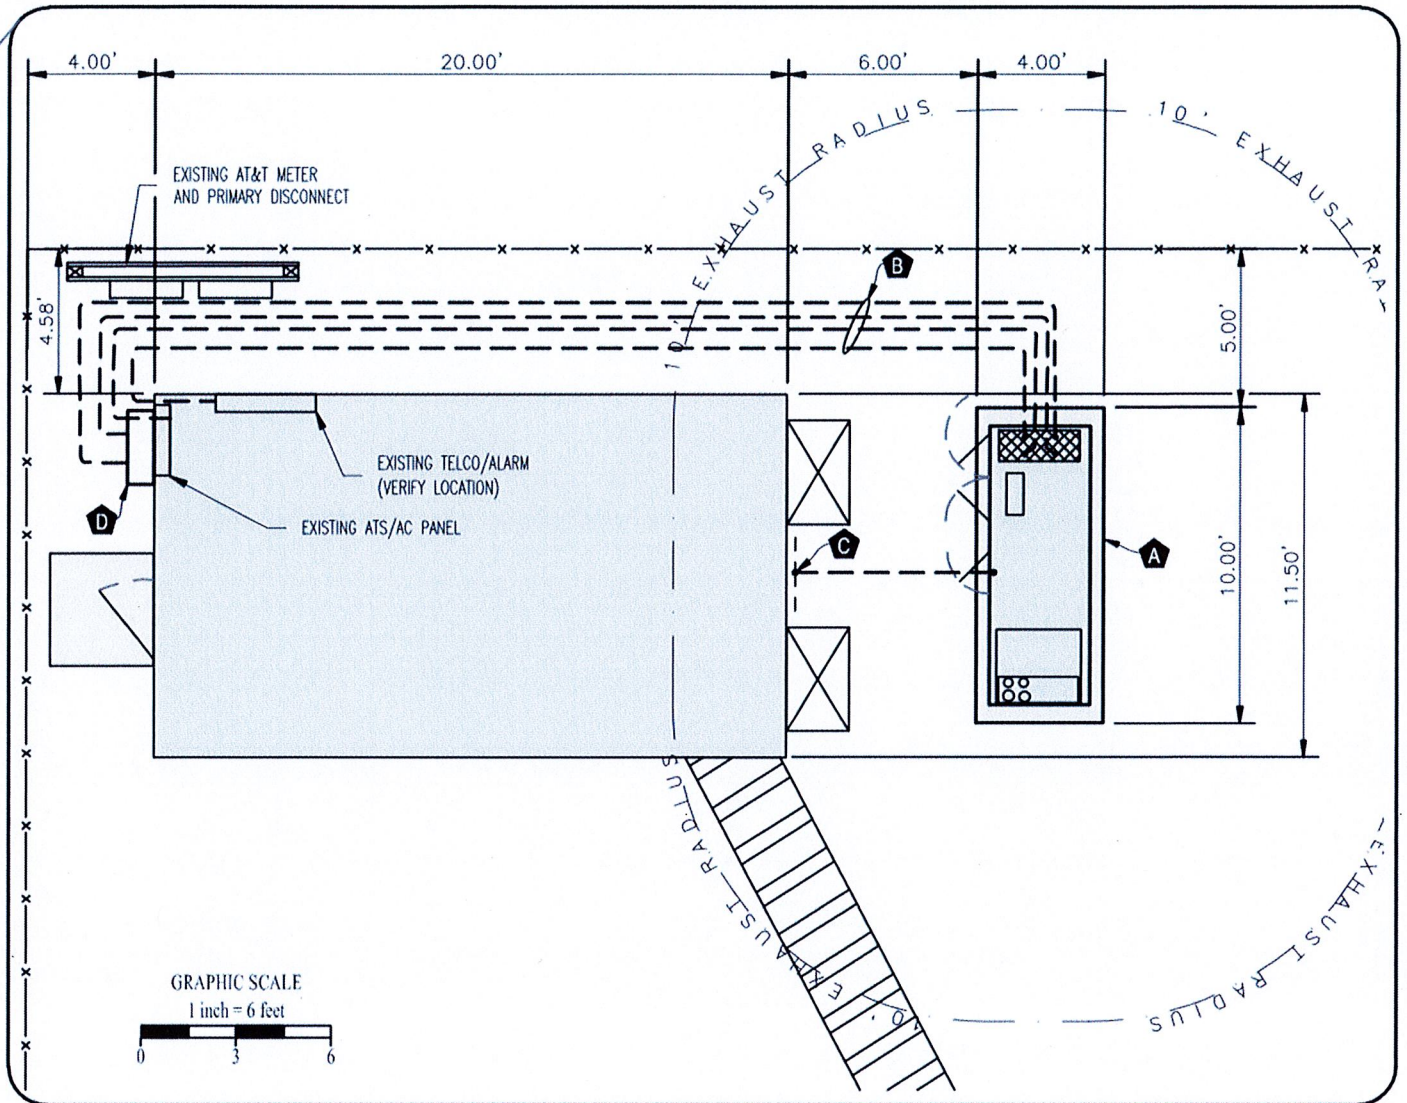 4.00'
20.00'
6.00'
4.00'
10' EXHAUST RADIUS
10' EXHAUST RA
EXISTING AT&T METER
AND PRIMARY DISCONNECT
B
4.58'
5.00'
EXISTING TELCO/ALARM
(VERIFY LOCATION)
D
EXISTING ATS/AC PANEL
C
A
10.00'
11.50'
10' EXHAUST RADIUS
EXHAUST RADIUS
GRAPHIC SCALE
1 inch = 6 feet
0 3 6